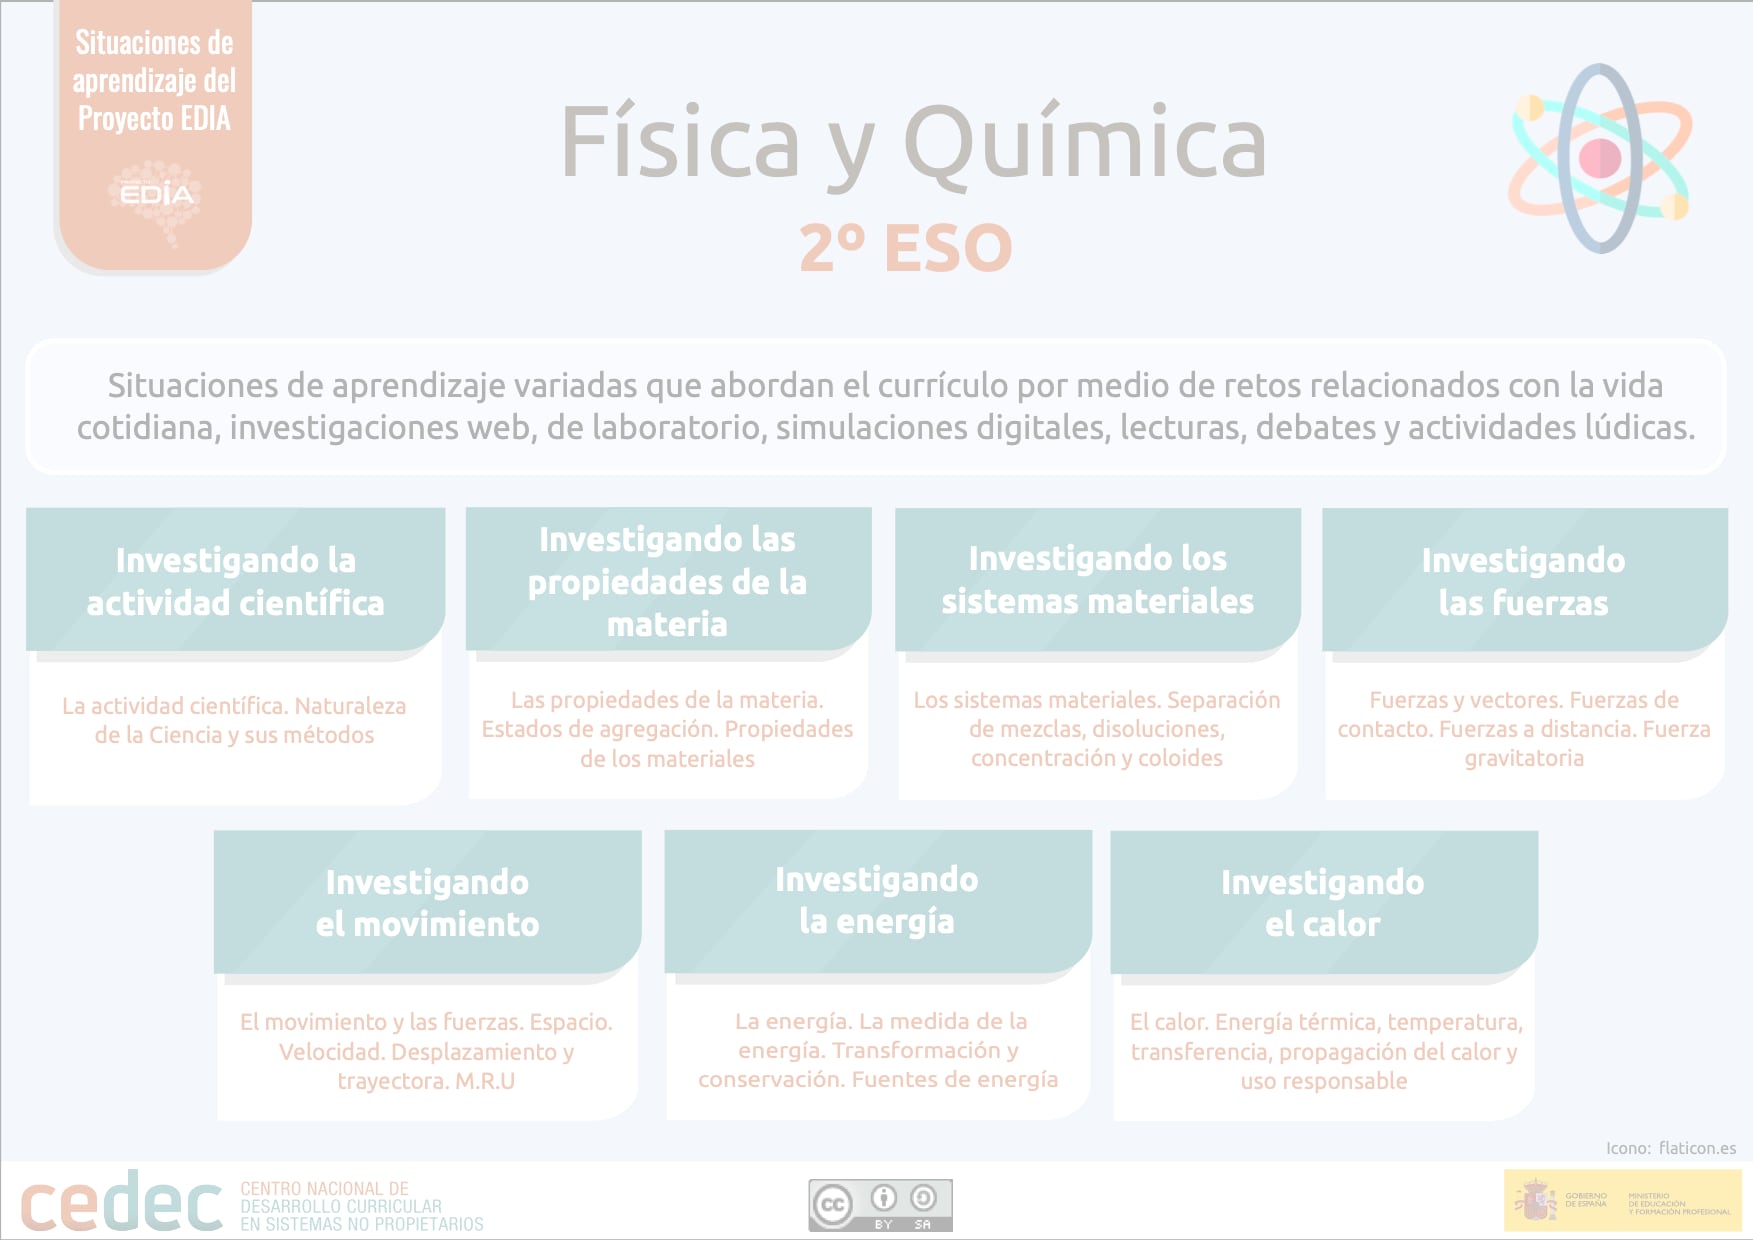 Situaciones de
aprendizaje del
Proyecto EDIA
EDIA
Física y Química
2º ESO
Situaciones de aprendizaje variadas que abordan el currículo por medio de retos relacionados con la vida
cotidiana, investigaciones web, de laboratorio, simulaciones digitales, lecturas, debates y actividades lúdicas.
Investigando la
actividad científica
La actividad científica. Naturaleza
de la Ciencia y sus métodos
Investigando las
propiedades de la
materia
Las propiedades de la materia.
Estados de agregación. Propiedades
de los materiales
Investigando los
sistemas materiales
Los sistemas materiales. Separación
de mezclas, disoluciones,
concentración y coloides
Investigando
las fuerzas
Fuerzas y vectores. Fuerzas de
contacto. Fuerzas a distancia. Fuerza
gravitatoria
Investigando
el movimiento
El movimiento y las fuerzas. Espacio.
Velocidad. Desplazamiento y
trayectora. M.R.U
Investigando
la energía
La energía. La medida de la
energía. Transformación y
conservación. Fuentes de energía
Investigando
el calor
El calor. Energía térmica, temperatura,
transferencia, propagación del calor y
uso responsable
Icono: flaticon.es
cedec
CENTRO NACIONAL DE
DESARROLLO CURRICULAR
EN SISTEMAS NO PROPIETARIOS
cc
BY SA
GOBIERNO
DE ESPAÑA
MINISTERIO
DE EDUCACIÓN
Y FORMACIÓN PROFESIONAL